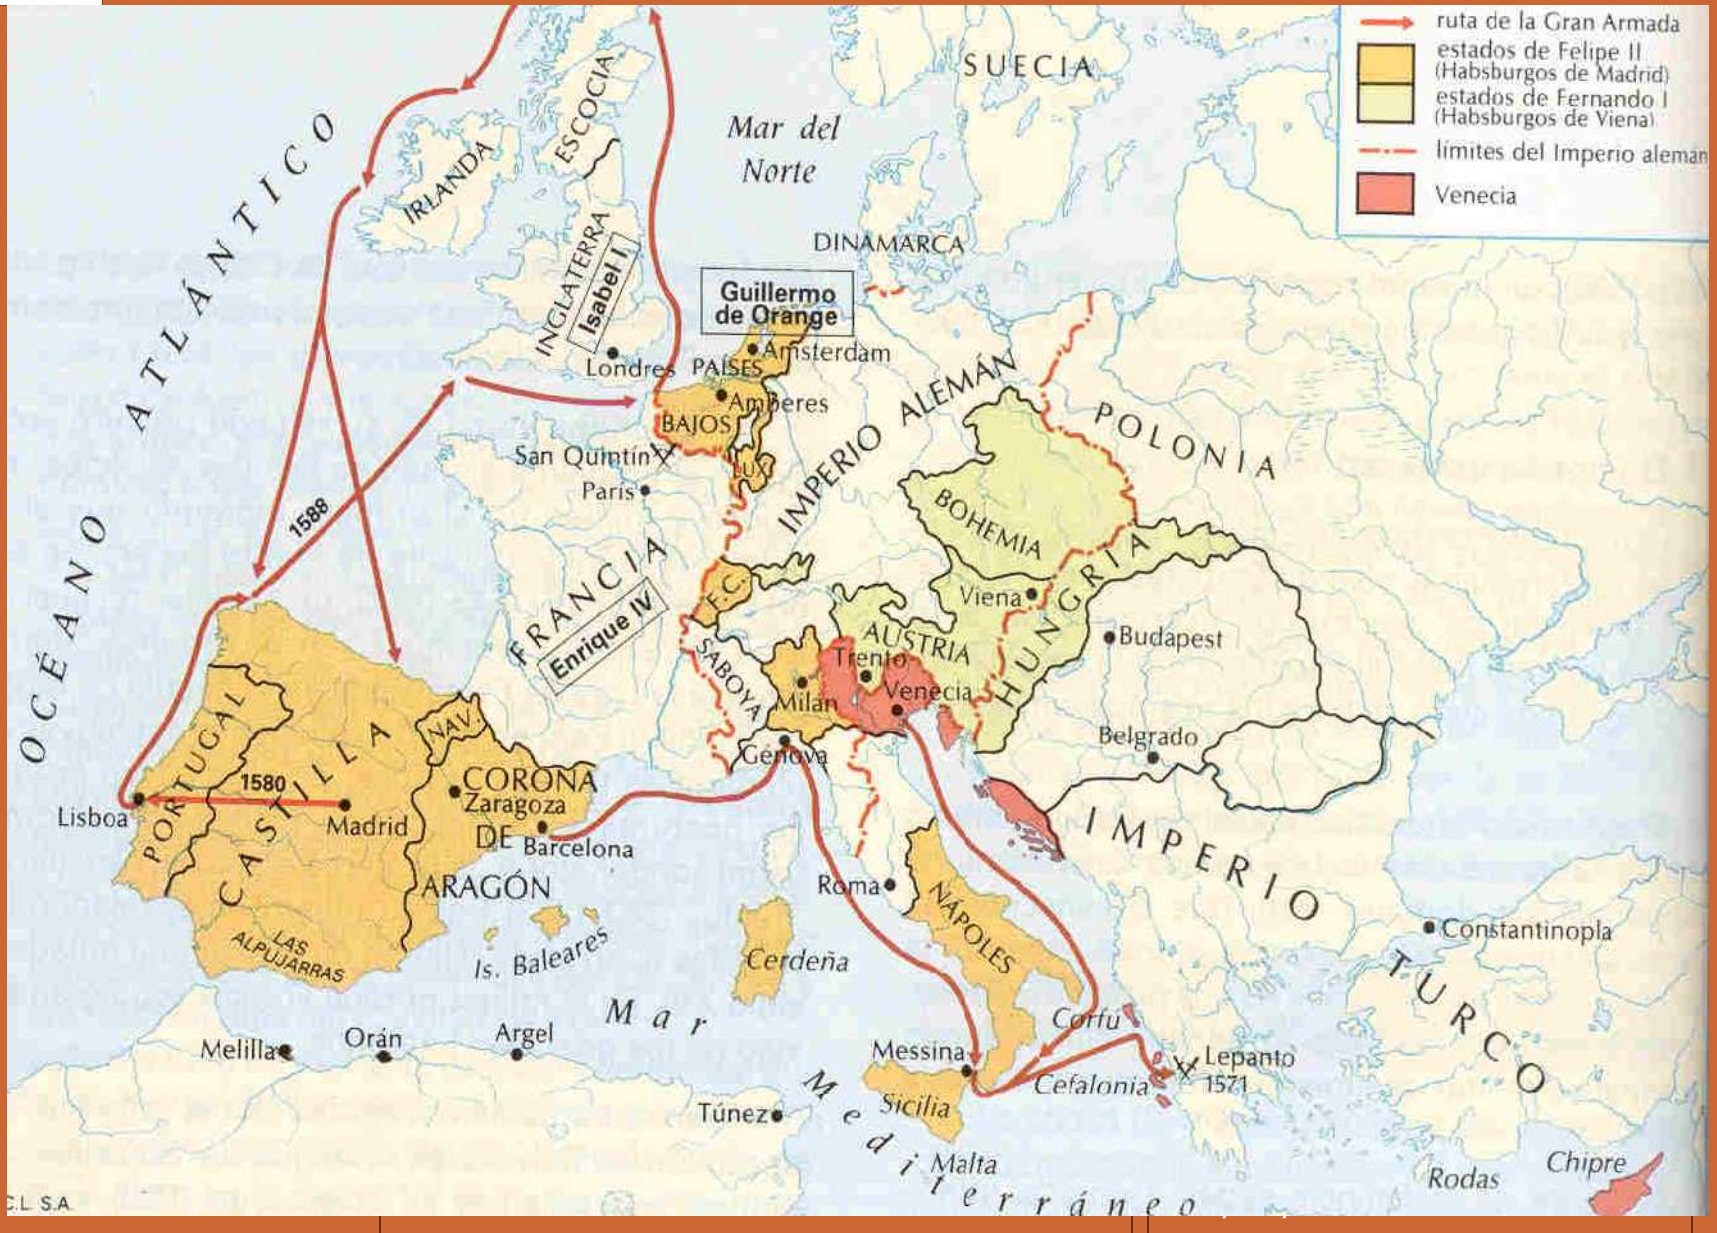 ruta de la Gran Armada
estados de Felipe II
(Habsburgos de Madrid)
estados de Fernando I
(Habsburgos de Viena)
límites del Imperio alemán
Venecia
SUECIA
ESCOCIA
Mar del
Norte
IRLANDA
OCÉANO ATLÁNTICO
DINAMARCA
INGLATERRA
Isabel I
Guillermo
de Orange
Amsterdam
Londres
PAÍSES
Amberes
BAJOS
IMPERIO ALEMÁN
POLONIA
San Quintín
LUX.
París
1588
BOHEMIA
FRANCIA
Enrique IV
F.C.
Viena
HUNGRIA
Budapest
AUSTRIA
SABOYA
Trento
Venecia
Milán
Génova
Belgrado
NAV.
PORTUGAL
CASTILLA
1580
CORONA
Zaragoza
Lisboa
Madrid
DE
Barcelona
ARAGÓN
IMPERIO
TURCO
Roma
NÁPOLES
Constantinopla
LAS
ALPUJARRAS
Is. Baleares
Cerdeña
Mar
Mediterráneo
Corfú
Melilla
Orán
Argel
Messina
Lepanto
1571
Cefalonia
Sicilia
Túnez
Malta
Rodas
Chipre
C.L. S.A.